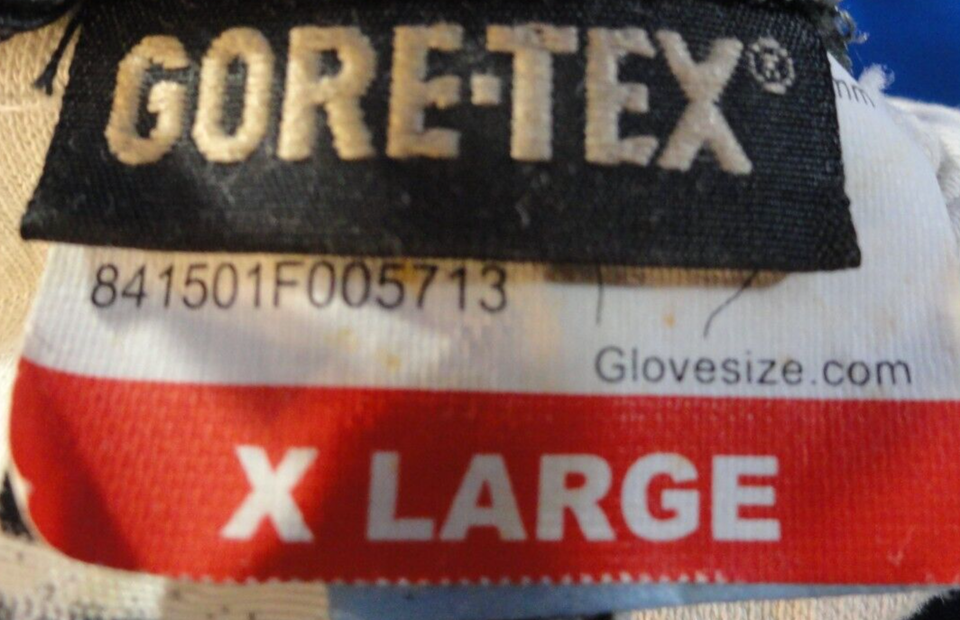 GORE-TEX®
841501F005713
Glovesize.com
X LARGE